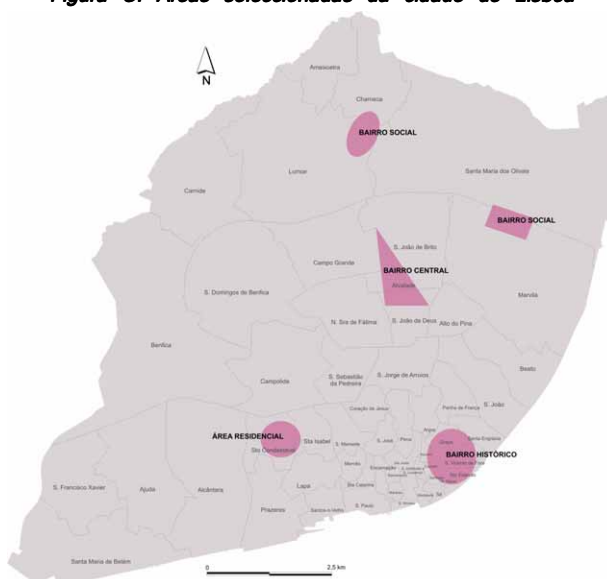 Figura 3. Áreas seleccionadas da cidade de Lisboa
N
Ameixoeira
Charneca
BAIRRO SOCIAL
Lumiar
Santa Maria dos Olivais
Carnide
BAIRRO SOCIAL
S. João de Brito
Campo Grande
BAIRRO CENTRAL
Alvalade
S. Domingos de Benfica
Marvila
N. Sra de Fátima
S. João de Deus
Alto do Pina
Benfica
Beato
S. Sebastião
da Pedreira
S. Jorge de Arroios
Campolide
S. João
Coração de Jesus
Penha de França
Anjos
ÁREA RESIDENCIAL
Sta Isabel
S. Mamede
S. José
Pena
Graça
Santa Engrácia
Sto Condestável
BAIRRO HISTÓRICO
S. Vicente de Fora
Mercês
Encarnação
S. Francisco Xavier
Ajuda
Alcântara
Lapa
Sta Catarina
Sto Estevão
Sé
Prazeres
Santos-o-Velho
S. Paulo
Santa Maria de Belém
0
2,5 km